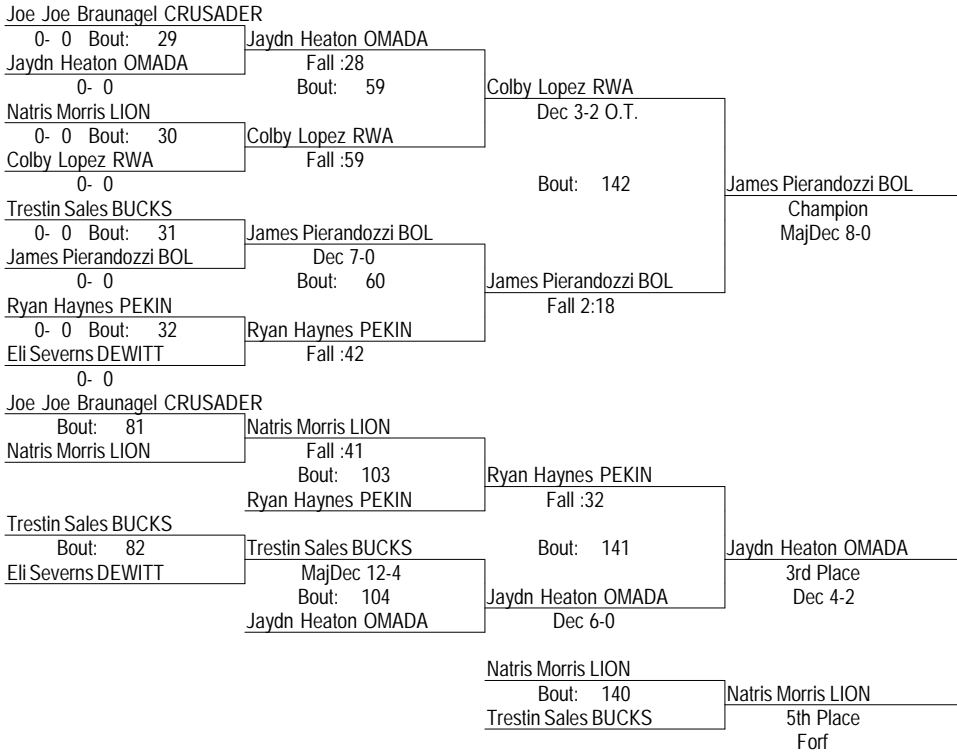 Joe Joe Braunagel CRUSADER
0- 0 Bout: 29 Jaydn Heaton OMADA
Jaydn Heaton OMADA Fall :28
0- 0 Bout: 59 Colby Lopez RWA
Natris Morris LION Dec 3-2 O.T.
0- 0 Bout: 30 Colby Lopez RWA
Colby Lopez RWA Fall :59
0- 0 Bout: 142 James Pierandozzi BOL
Trestin Sales BUCKS Champion
0- 0 Bout: 31 James Pierandozzi BOL MajDec 8-0
James Pierandozzi BOL Dec 7-0
0- 0 Bout: 60 James Pierandozzi BOL
Ryan Haynes PEKIN Fall 2:18
0- 0 Bout: 32 Ryan Haynes PEKIN
Eli Severns DEWITT Fall :42
0- 0
Joe Joe Braunagel CRUSADER
Bout: 81 Natris Morris LION
Natris Morris LION Fall :41
Bout: 103 Ryan Haynes PEKIN
Ryan Haynes PEKIN Fall :32
Trestin Sales BUCKS
Bout: 82 Trestin Sales BUCKS Bout: 141 Jaydn Heaton OMADA
Eli Severns DEWITT MajDec 12-4 3rd Place
Bout: 104 Jaydn Heaton OMADA Dec 4-2
Jaydn Heaton OMADA Dec 6-0
Natris Morris LION
Bout: 140 Natris Morris LION
Trestin Sales BUCKS 5th Place
Forf